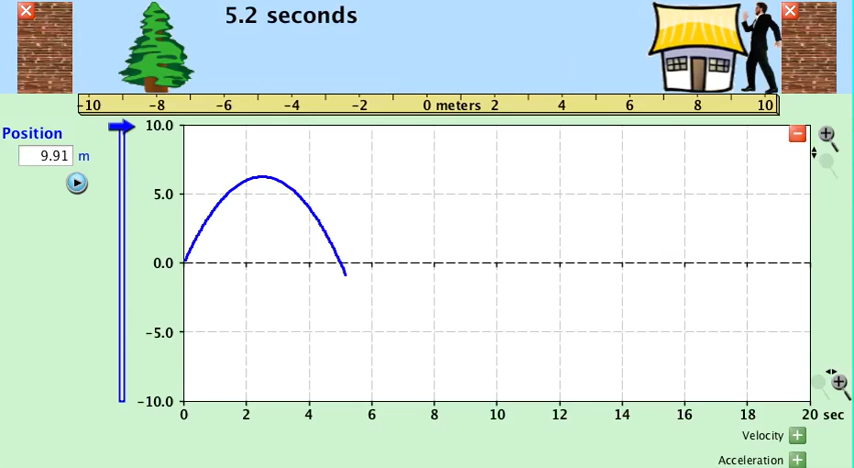 5.2 seconds
-10 -8 -6 -4 -2 0 meters 2 4 6 8 10
Position
9.91 m
10.0
5.0
0.0
-5.0
-10.0
0 2 4 6 8 10 12 14 16 18 20 sec
Velocity
Acceleration